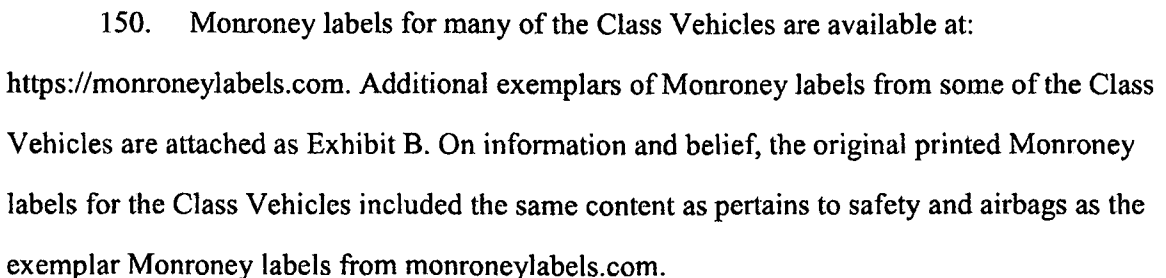 150. Monroney labels for many of the Class Vehicles are available at:
https://monroneylabels.com. Additional exemplars of Monroney labels from some of the Class
Vehicles are attached as Exhibit B. On information and belief, the original printed Monroney
labels for the Class Vehicles included the same content as pertains to safety and airbags as the
exemplar Monroney labels from monroneylabels.com.